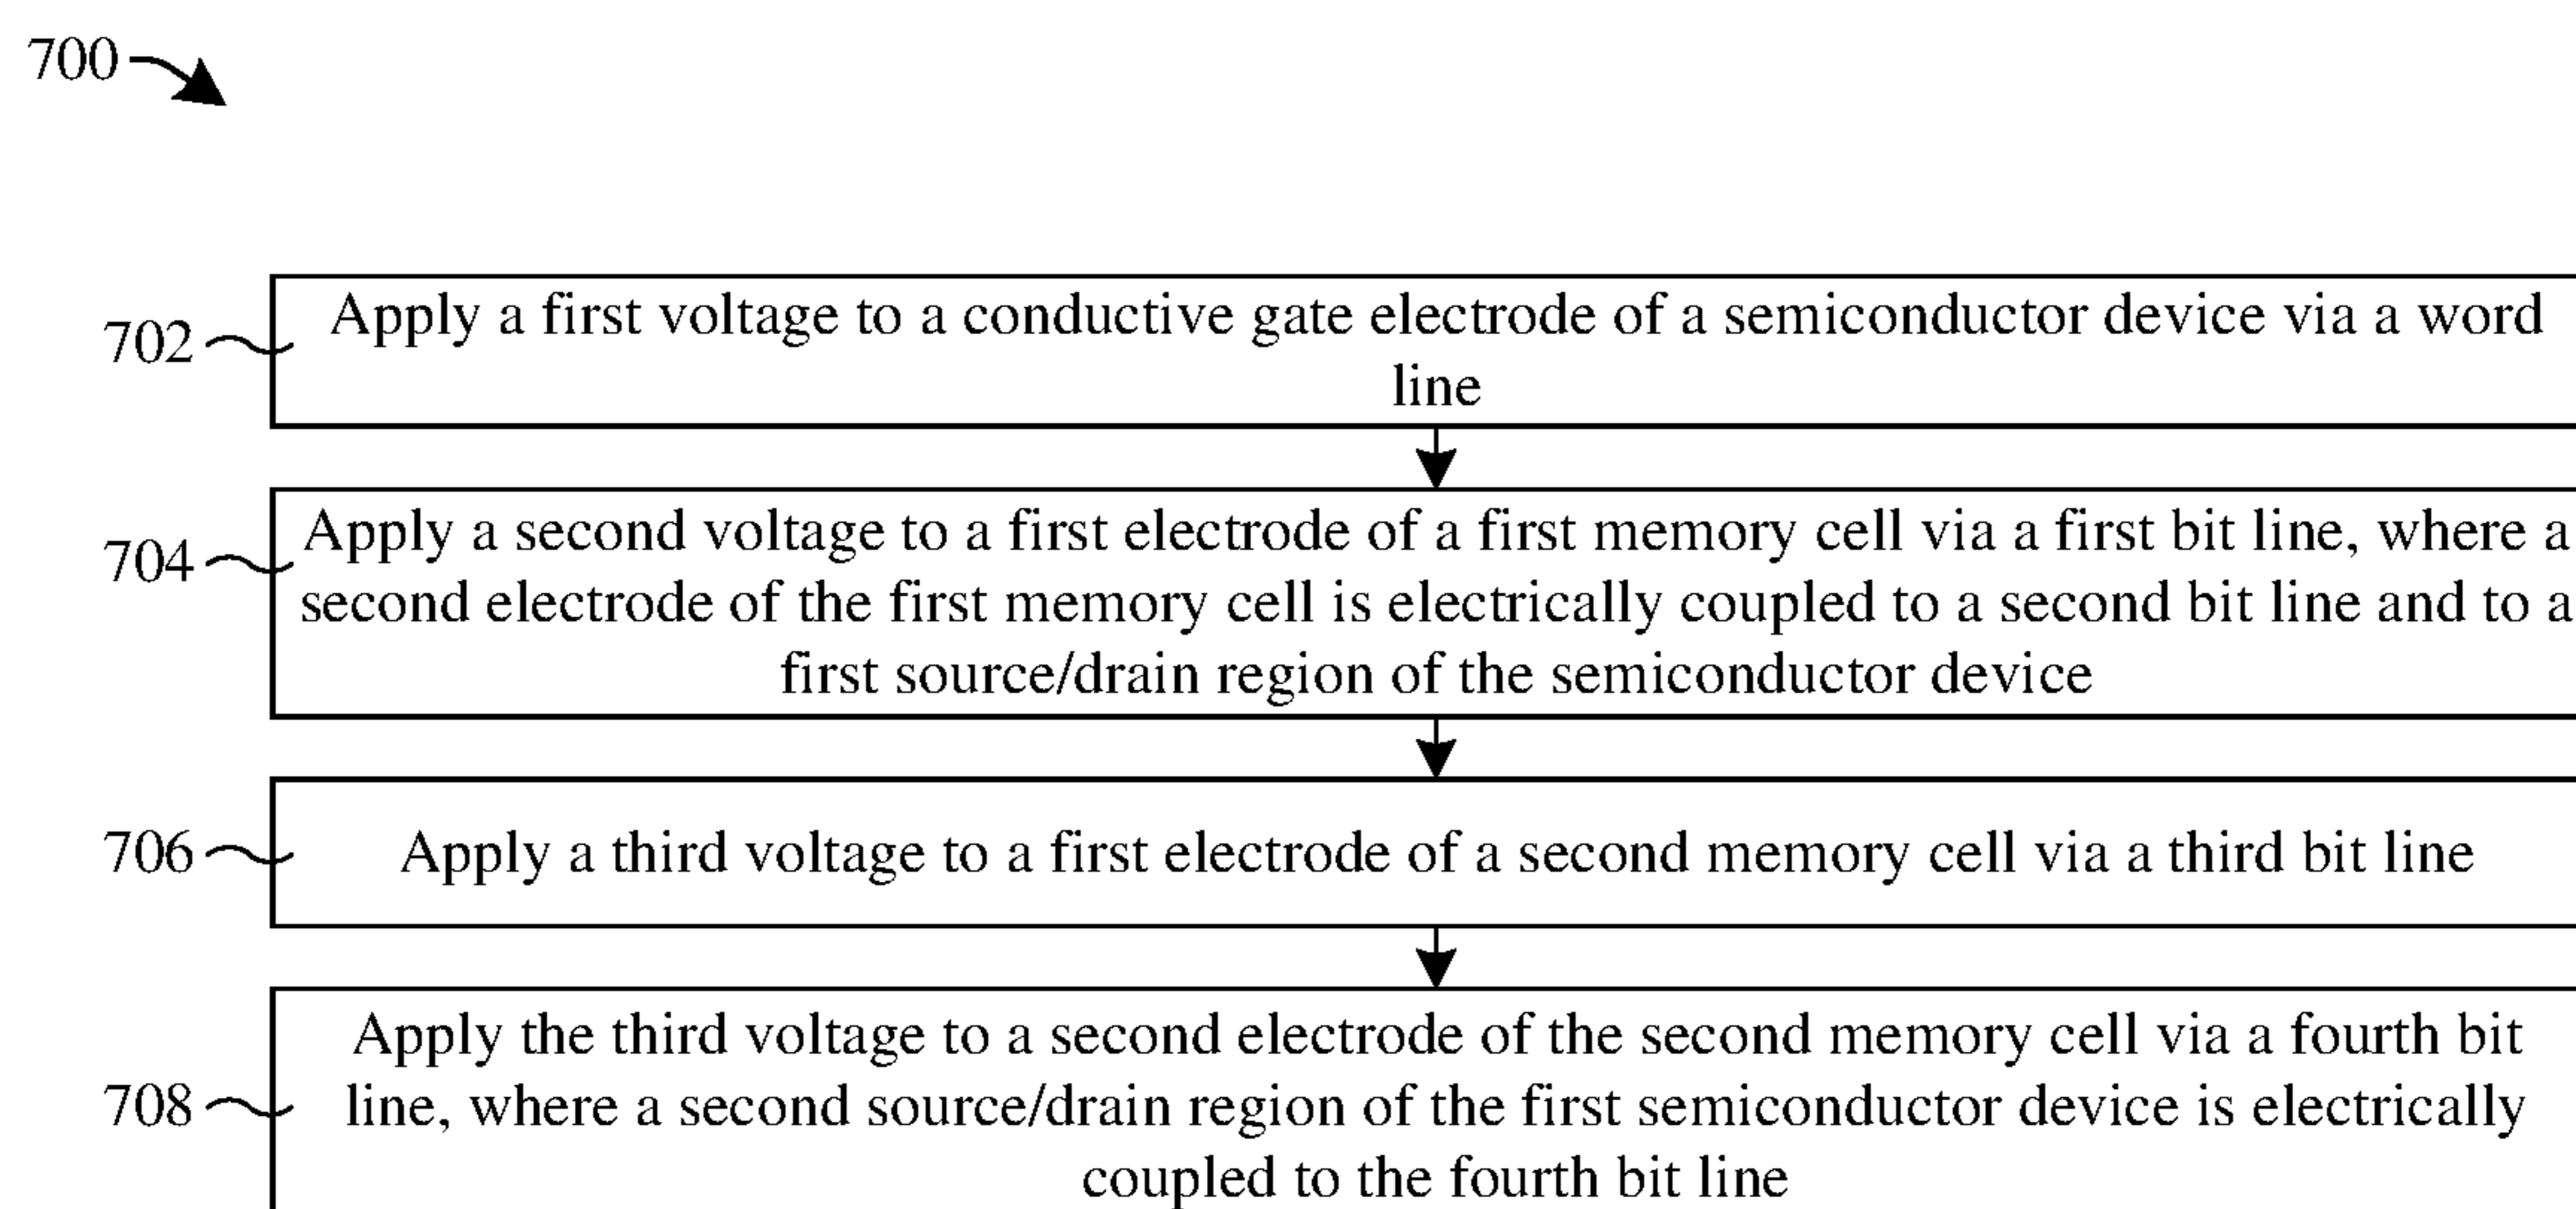 700
702
Apply a first voltage to a conductive gate electrode of a semiconductor device via a word
line
704
Apply a second voltage to a first electrode of a first memory cell via a first bit line, where a
second electrode of the first memory cell is electrically coupled to a second bit line and to a
first source/drain region of the semiconductor device
706
Apply a third voltage to a first electrode of a second memory cell via a third bit line
708
Apply the third voltage to a second electrode of the second memory cell via a fourth bit
line, where a second source/drain region of the first semiconductor device is electrically
coupled to the fourth bit line